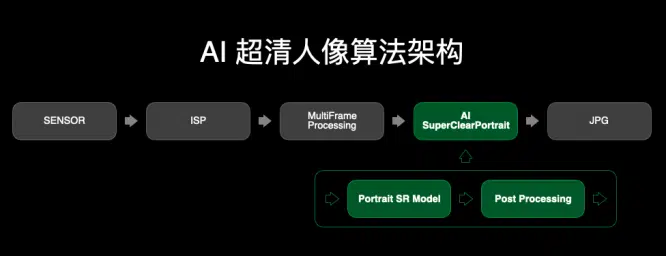 AI 超清人像算法架构
SENSOR
ISP
MultiFrame
Processing
AI
SuperClearPortrait
JPG
Portrait SR Model
Post Processing